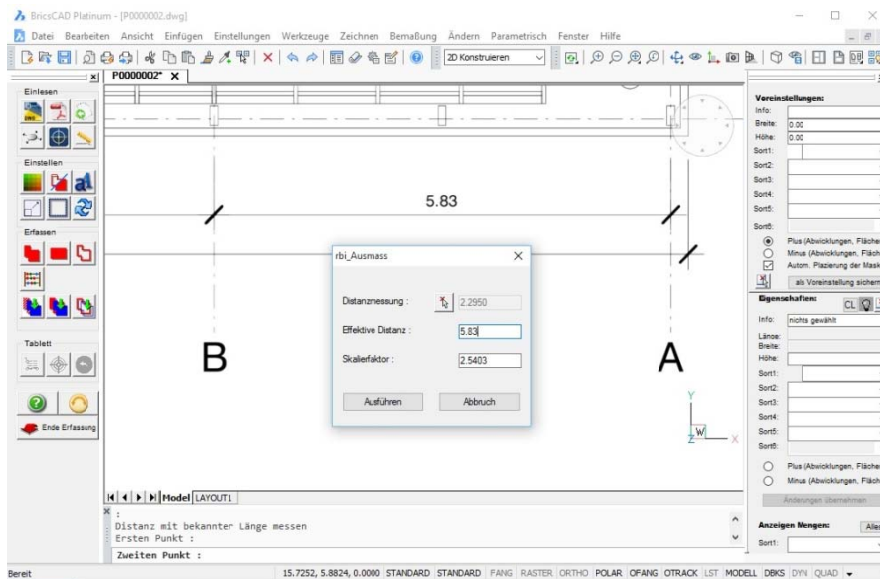 BricsCAD Platinum - [P0000002.dwg]
Datei Bearbeiten Ansicht Einfügen Einstellungen Werkzeuge Zeichnen Bemaßung Ändern Parametrisch Fenster Hilfe
2D Konstruieren
P0000002*
Einlesen
Einstellen
Erfassen
Tablett
Ende Erfassung
5.83
B
A
rbi_Ausmass
Distanzmessung : 2.2950
Effektive Distanz : 5.83
Skalierfaktor : 2.5403
Ausführen Abbruch
Y
W
Z X
Voreinstellungen:
Info:
Breite: 0.00
Höhe: 0.00
Sort1:
Sort2:
Sort3:
Sort4:
Sort5:
Sort6:
Plus (Abwicklungen, Fläche
Minus (Abwicklungen, Fläch
Autom. Plazierung der Mask
als Voreinstellung sichern
Eigenschaften: CL
Info: nichts gewählt
Länge:
Breite:
Höhe:
Sort1:
Sort2:
Sort3:
Sort4:
Sort5:
Sort6:
Plus (Abwicklungen, Fläche
Minus (Abwicklungen, Fläch
Änderungen übernehmen
Anzeigen Mengen: Alle
Sort1:
Model LAYOUT1
:
Distanz mit bekannter Länge messen
Ersten Punkt :
Zweiten Punkt :
Bereit 15.7252, 5.8824, 0.0000 STANDARD STANDARD FANG RASTER ORTHO POLAR OFANG OTRACK LST MODELL DBKS DYN QUAD